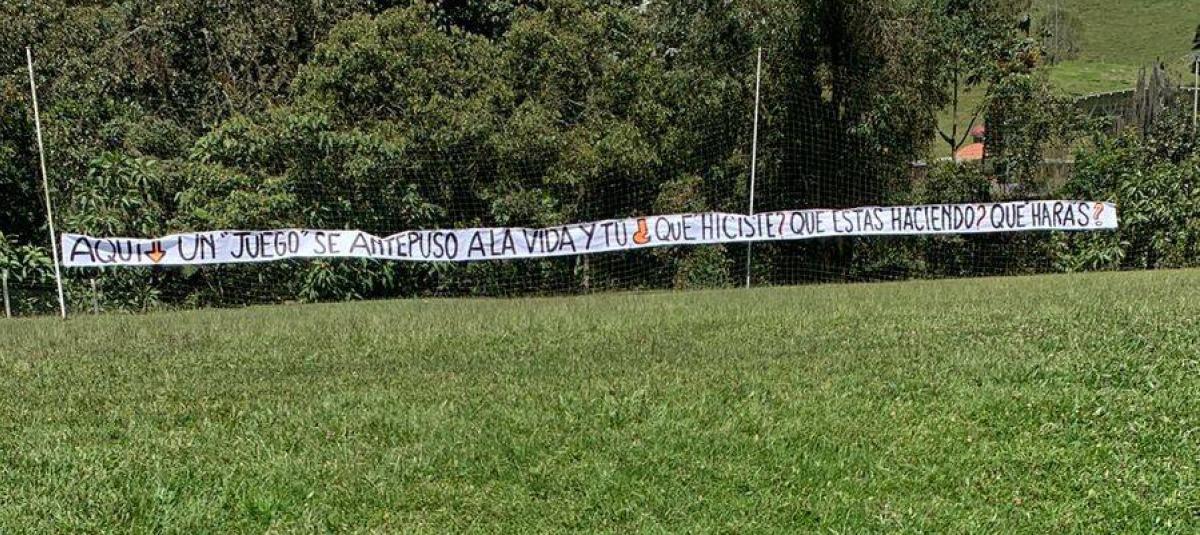 AQUI ↓ UN "JUEGO" SE ANTEPUSO A LA VIDA Y TU ¿QUE HICISTE? QUE ESTAS HACIENDO? QUE HARAS?